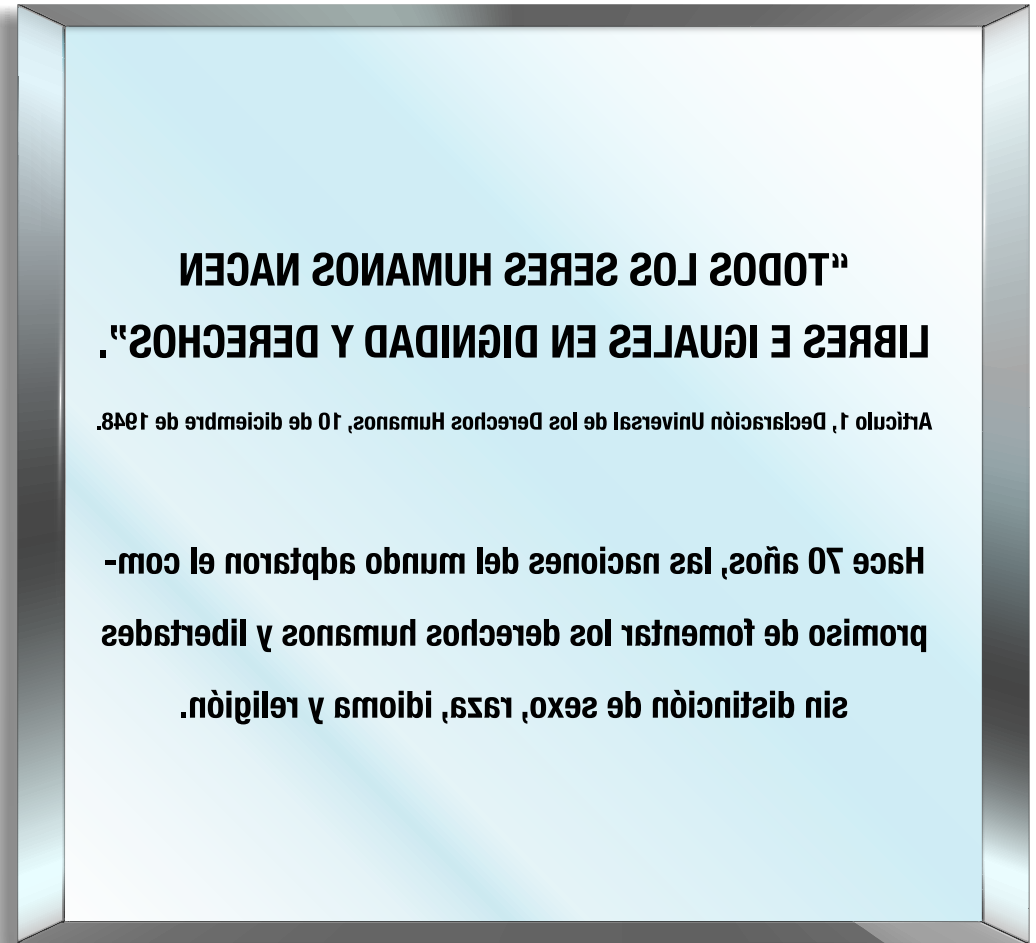 “TODOS LOS SERES HUMANOS NACEN
LIBRES E IGUALES EN DIGNIDAD Y DERECHOS”.
Artículo 1, Declaración Universal de los Derechos Humanos, 10 de diciembre de 1948.
Hace 70 años, las naciones del mundo adptaron el com-
promiso de fomentar los derechos humanos y libertades
sin distinción de sexo, raza, idioma y religión.